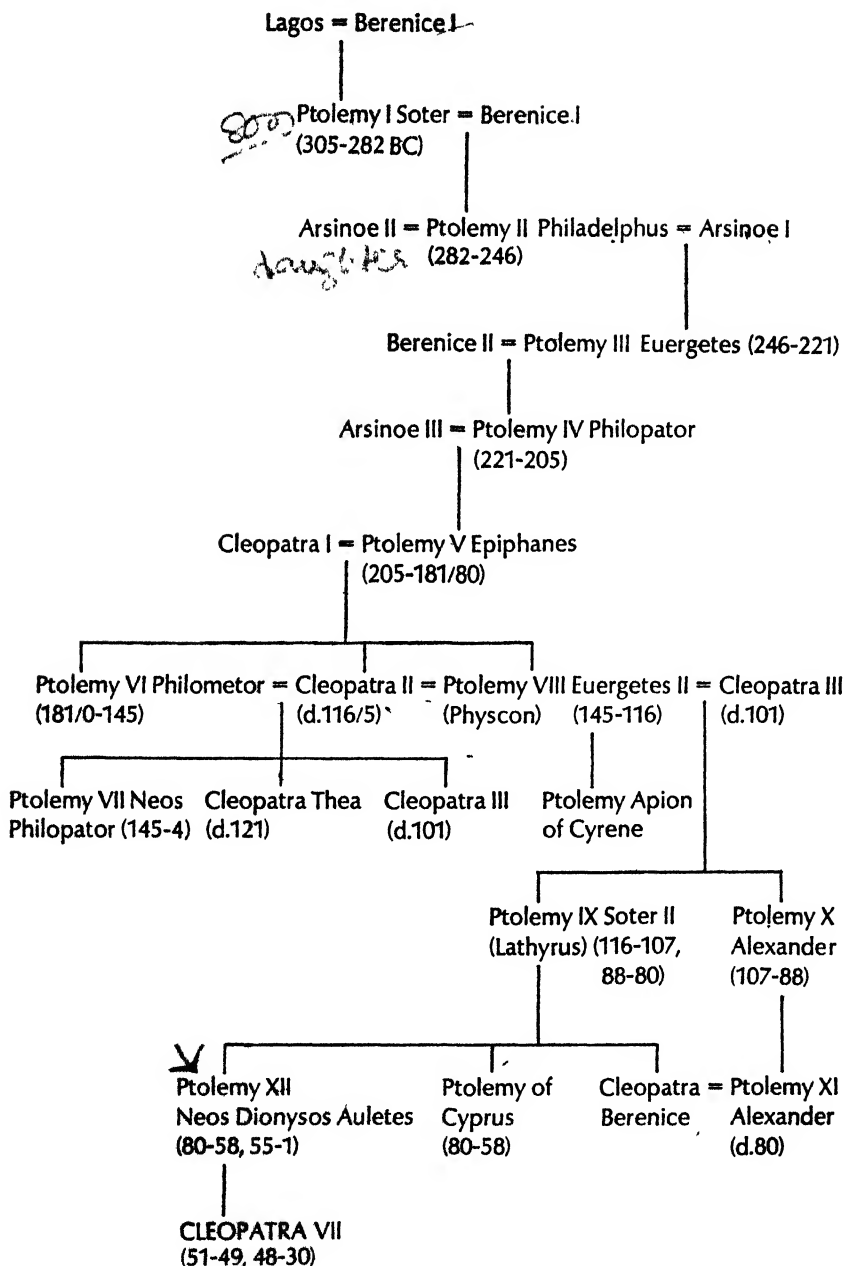 Lagos = Berenice I
Ptolemy I Soter = Berenice I
(305-282 BC)
Arsinoe II = Ptolemy II Philadelphus = Arsinoe I
daughter (282-246)
Berenice II = Ptolemy III Euergetes (246-221)
Arsinoe III = Ptolemy IV Philopator
(221-205)
Cleopatra I = Ptolemy V Epiphanes
(205-181/80)
Ptolemy VI Philometor = Cleopatra II = Ptolemy VIII Euergetes II = Cleopatra III
(181/0-145) (d.116/5) (Physcon) (145-116) (d.101)
Ptolemy VII Neos Cleopatra Thea Cleopatra III Ptolemy Apion
Philopator (145-4) (d.121) (d.101) of Cyrene
Ptolemy IX Soter II Ptolemy X
(Lathyrus) (116-107, Alexander
88-80) (107-88)
Ptolemy XII Ptolemy of Cleopatra = Ptolemy XI
Neos Dionysos Auletes Cyprus Berenice Alexander
(80-58, 55-1) (80-58) (d.80)
CLEOPATRA VII
(51-49, 48-30)